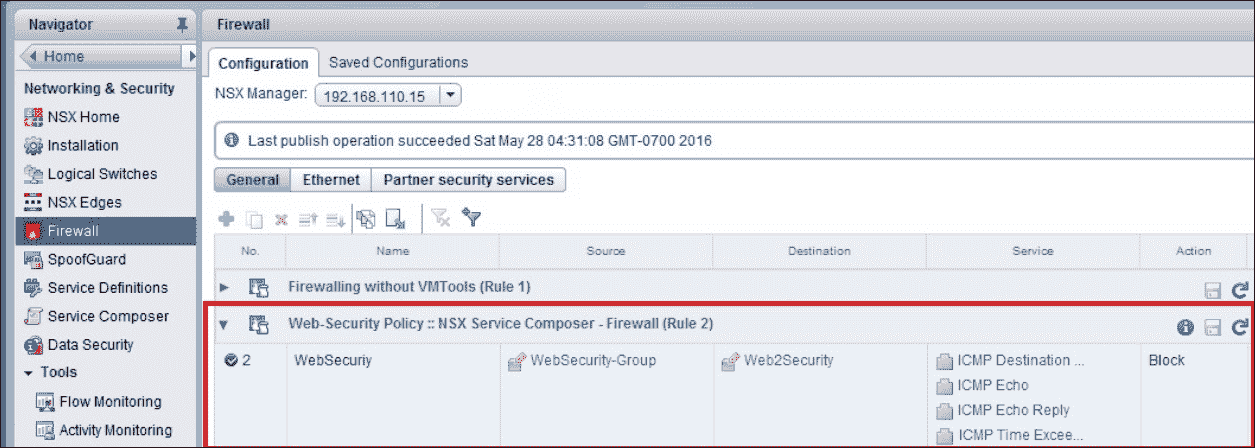 Navigator
Firewall
Home
Configuration
Saved Configurations
Networking & Security
NSX Manager:
192.168.110.15
NSX Home
Installation
Last publish operation succeeded Sat May 28 04:31:08 GMT-0700 2016
Logical Switches
General
Ethernet
Partner security services
NSX Edges
Firewall
SpoofGuard
No.
Name
Source
Destination
Service
Action
Service Definitions
Firewalling without VMTools (Rule 1)
Service Composer
Web-Security Policy :: NSX Service Composer - Firewall (Rule 2)
Data Security
2
WebSecuriy
WebSecurity-Group
Web2Security
ICMP Destination ...
Block
Tools
ICMP Echo
Flow Monitoring
ICMP Echo Reply
Activity Monitoring
ICMP Time Excee...